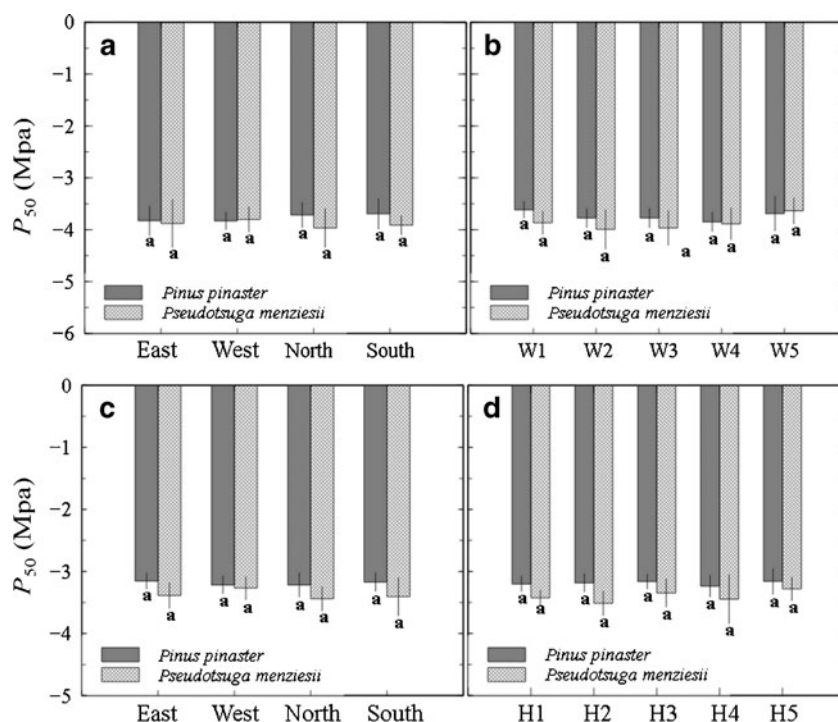 a
0
−1
−2
−3
−4
−5
−6
P50 (Mpa)
a a a a a a a a
Pinus pinaster
Pseudotsuga menziesii
East West North South
b
a a a a a a a a a a
Pinus pinaster
Pseudotsuga menziesii
W1 W2 W3 W4 W5
c
0
−1
−2
−3
−4
−5
P50 (Mpa)
a a a a a a a a
Pinus pinaster
Pseudotsuga menziesii
East West North South
d
a a a a a a a a a a
Pinus pinaster
Pseudotsuga menziesii
H1 H2 H3 H4 H5